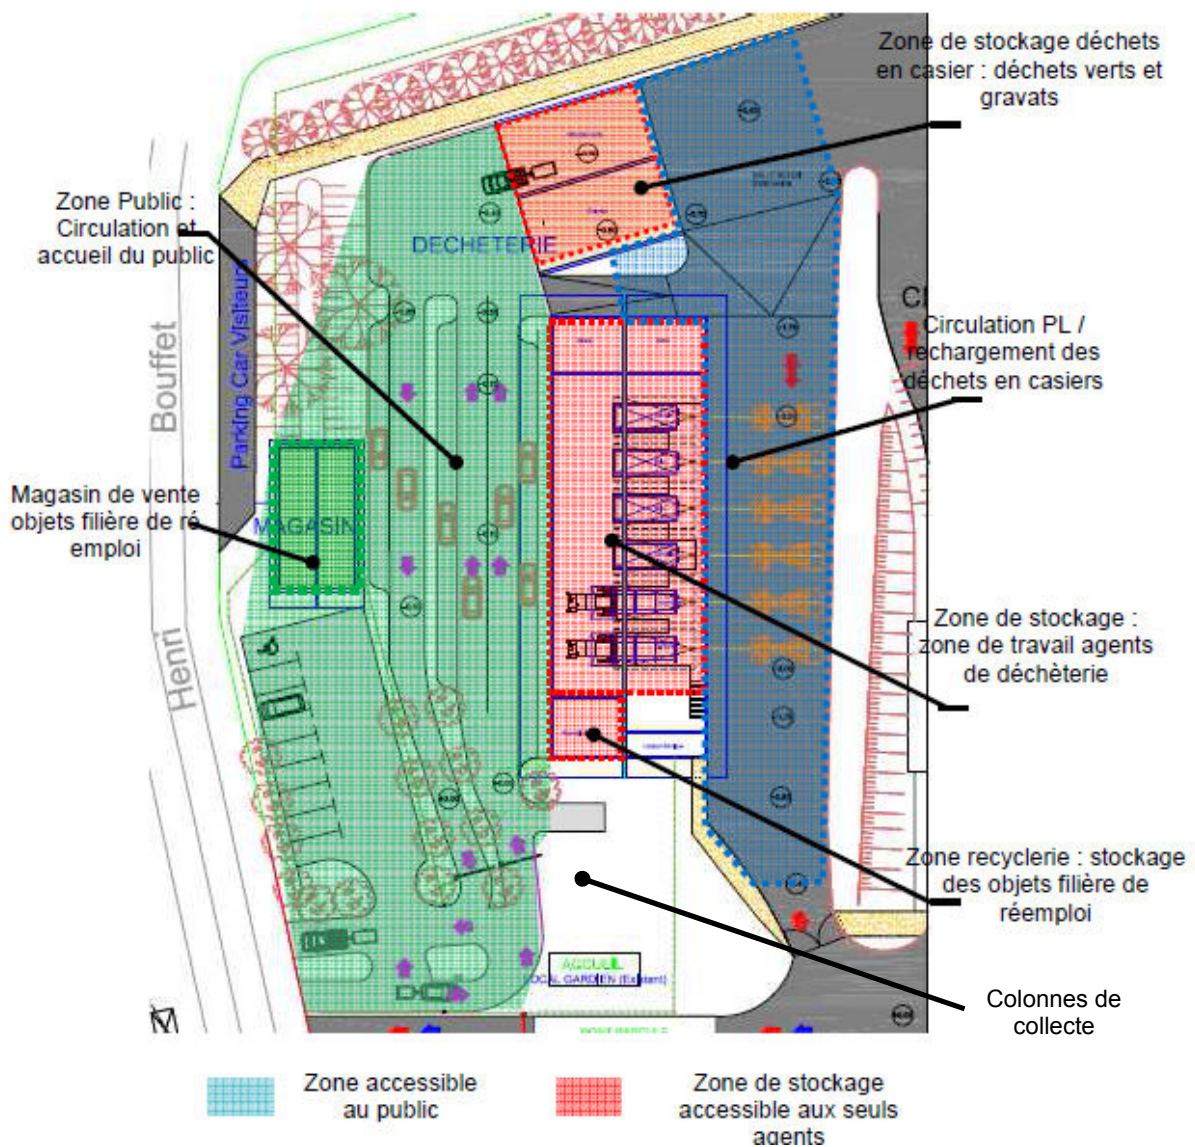 Zone de stockage déchets
en casier : déchets verts et
gravats
Zone Public :
Circulation et
accueil du public
DECHETERIE
Parking Car Visiteurs
Bouffet
Henri
Circulation PL /
rechargement des
déchets en casiers
Magasin de vente
objets filière de ré
emploi
MAGASIN
Zone de stockage :
zone de travail agents
de déchèterie
Zone recyclerie : stockage
des objets filière de
réemploi
ACCUEIL
LOCAL GARDIEN (Existant)
Colonnes de
collecte
Zone accessible
au public
Zone de stockage
accessible aux seuls
agents